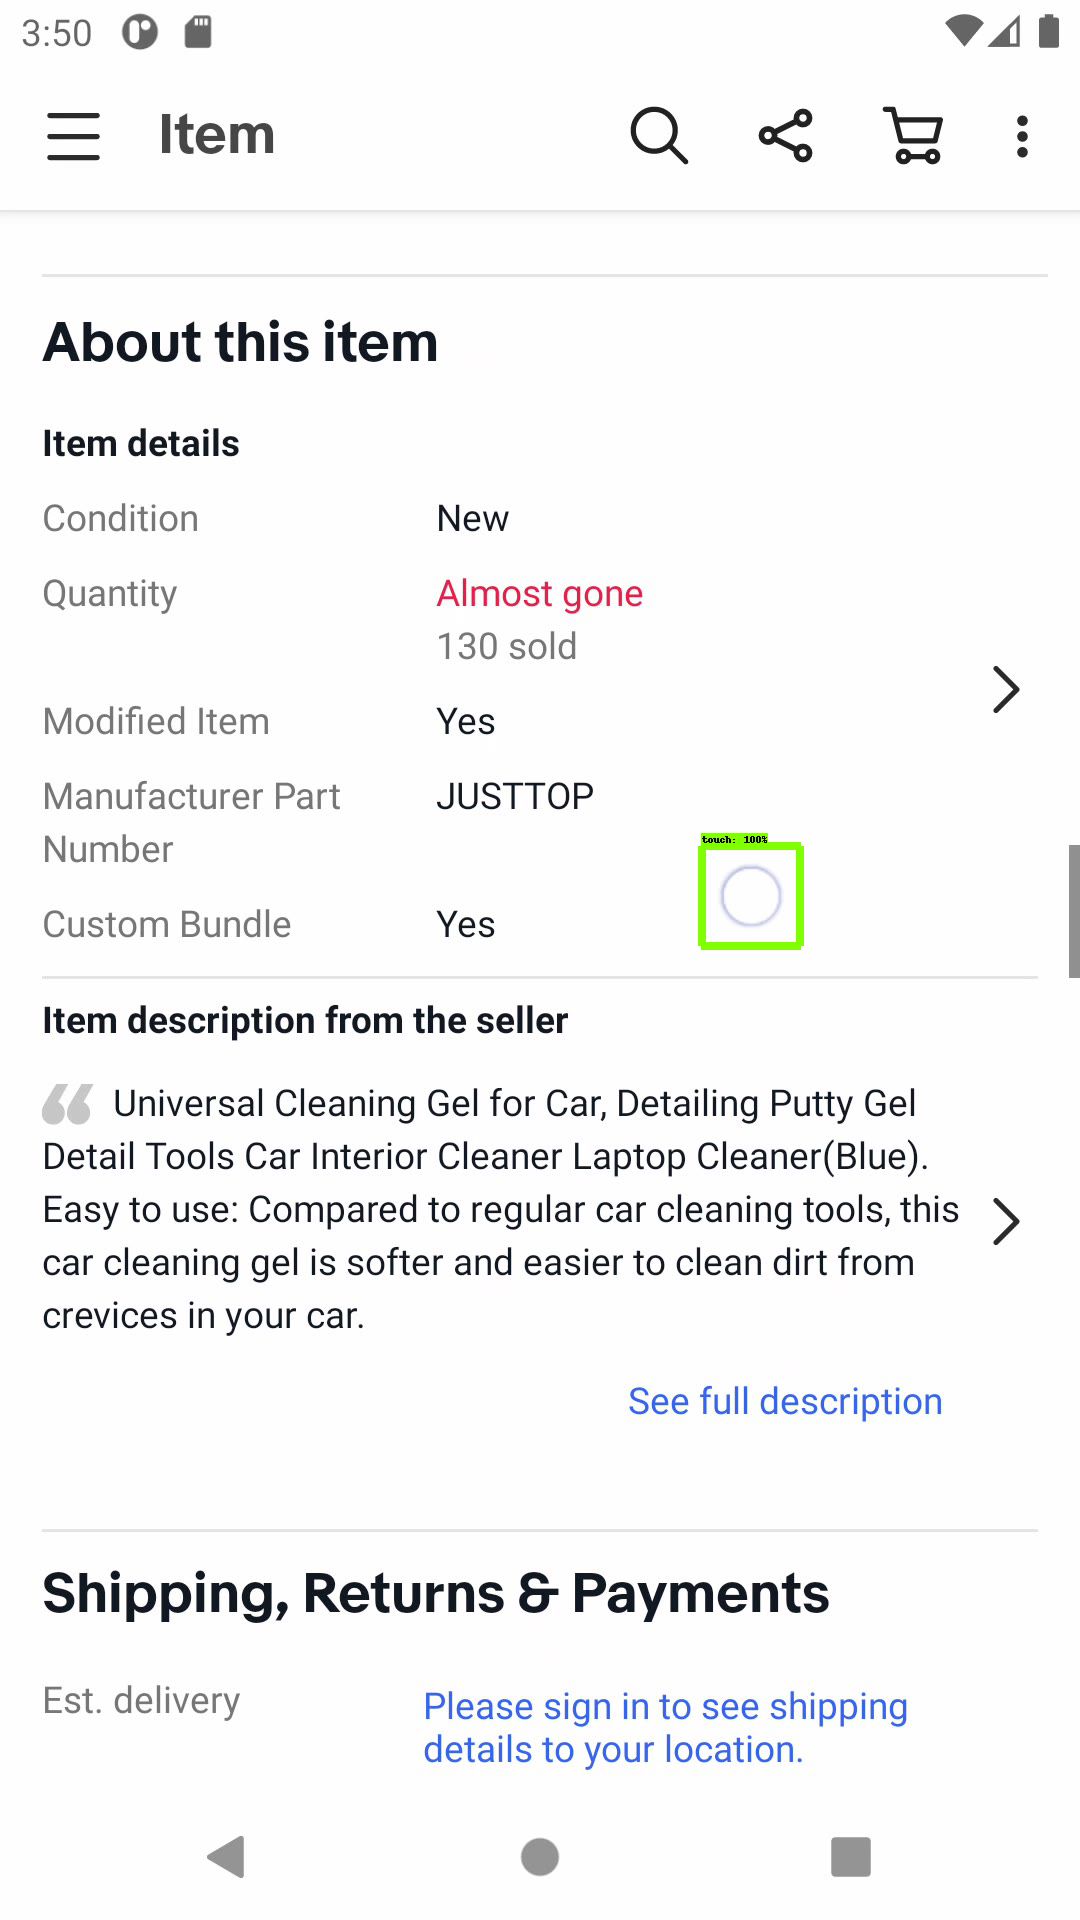 3:50
Item
About this item
Item details
Condition New
Quantity Almost gone
130 sold
Modified Item Yes
Manufacturer Part Number JUSTTOP
touch: 100%
Custom Bundle Yes
Item description from the seller
Universal Cleaning Gel for Car, Detailing Putty Gel
Detail Tools Car Interior Cleaner Laptop Cleaner(Blue).
Easy to use: Compared to regular car cleaning tools, this
car cleaning gel is softer and easier to clean dirt from
crevices in your car.
See full description
Shipping, Returns & Payments
Est. delivery Please sign in to see shipping
details to your location.